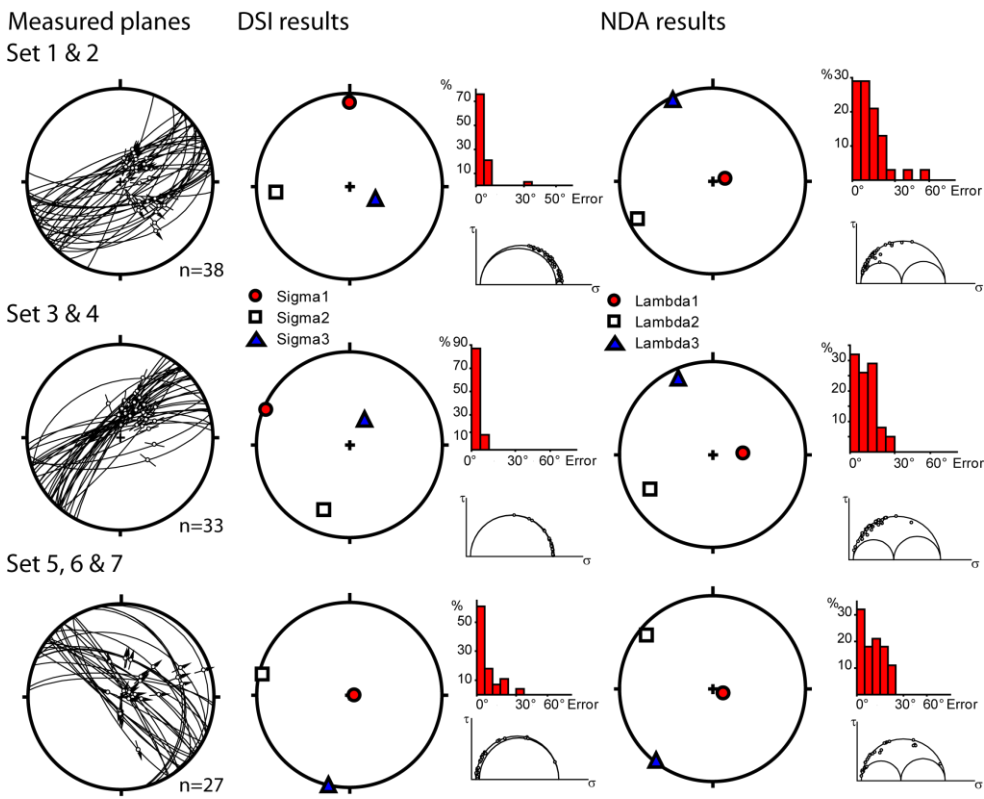 Measured planes DSI results NDA results
Set 1 & 2
%
70
50
30
10
0° 30° 50° Error
%30
20
10
0° 30° 60° Error
τ
σ
τ
σ
n=38
Sigma1
Sigma2
Sigma3
Lambda1
Lambda2
Lambda3
Set 3 & 4
% 90
70
50
30
10
0° 30° 60° Error
%
30
20
10
0° 30° 60° Error
τ
σ
τ
σ
n=33
Set 5, 6 & 7
%
50
30
10
0° 30° 60° Error
%
30
20
10
0° 30° 60° Error
τ
σ
τ
σ
n=27